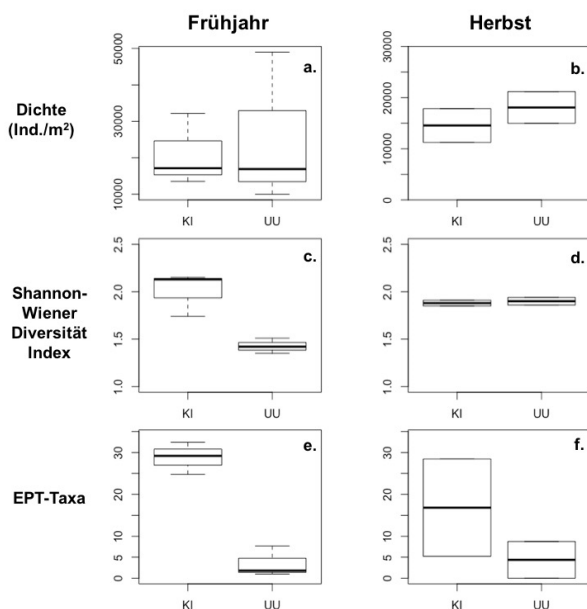 Frühjahr
Herbst
Dichte
(Ind./m²)
a.
50000
30000
10000
KI
UU
b.
30000
20000
10000
0
KI
UU
Shannon-
Wiener
Diversität
Index
c.
2.5
2.0
1.5
1.0
KI
UU
d.
2.5
2.0
1.5
1.0
KI
UU
EPT-Taxa
e.
30
20
10
5
0
KI
UU
f.
30
20
10
5
0
KI
UU